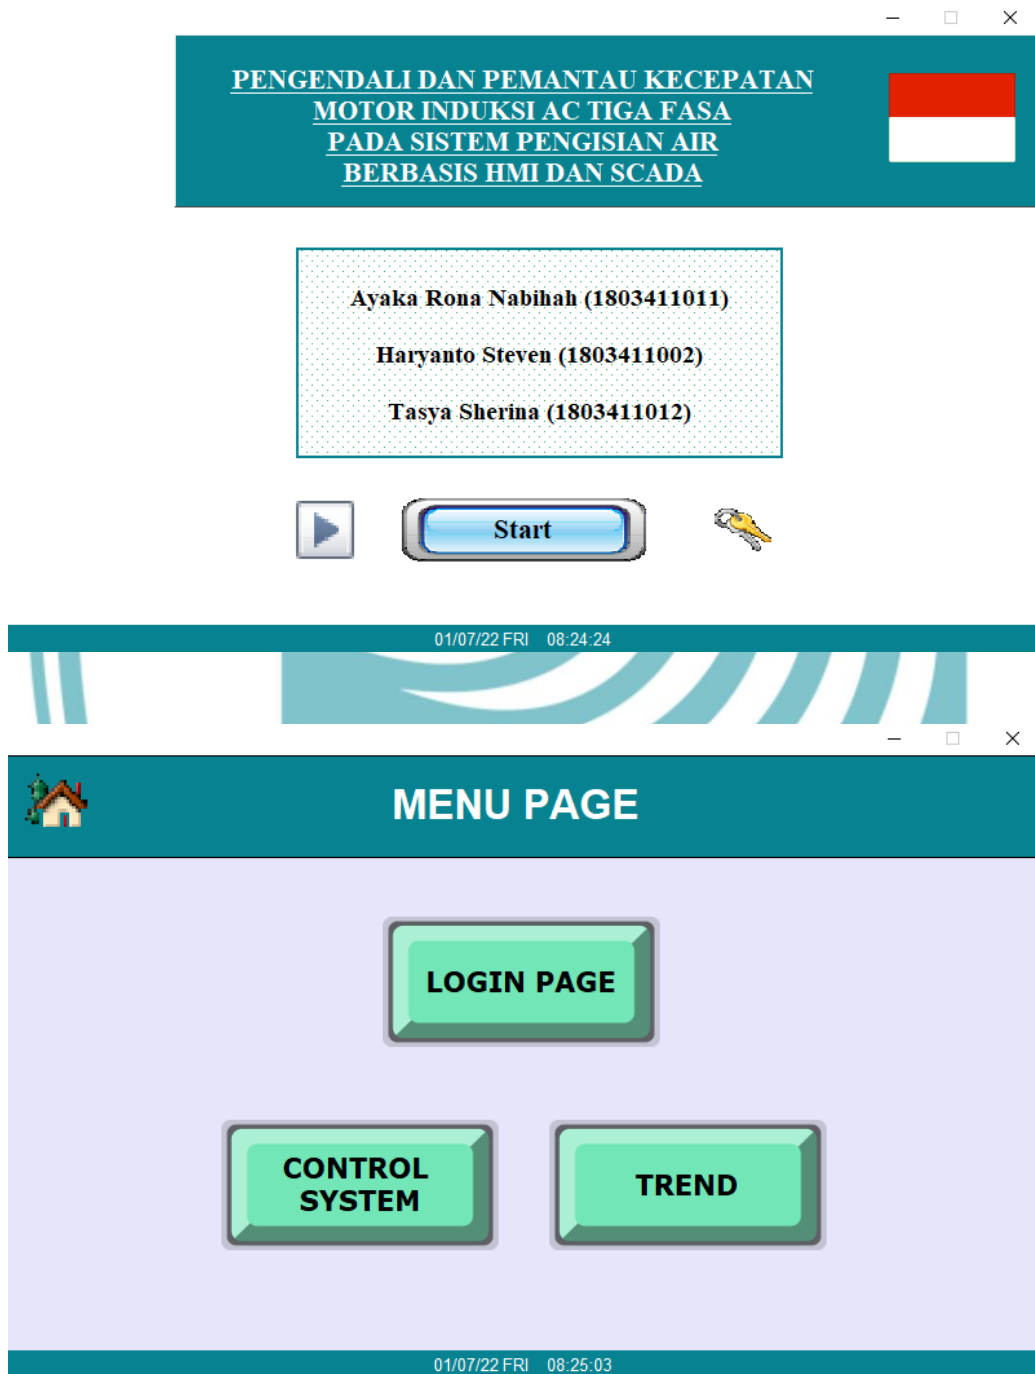 PENGENDALI DAN PEMANTAU KECEPATAN
MOTOR INDUKSI AC TIGA FASA
PADA SISTEM PENGISIAN AIR
BERBASIS HMI DAN SCADA
Ayaka Rona Nabihah (1803411011)
Haryanto Steven (1803411002)
Tasya Sherina (1803411012)
Start
01/07/22 FRI 08:24:24
MENU PAGE
LOGIN PAGE
CONTROL
SYSTEM
TREND
01/07/22 FRI 08:25:03